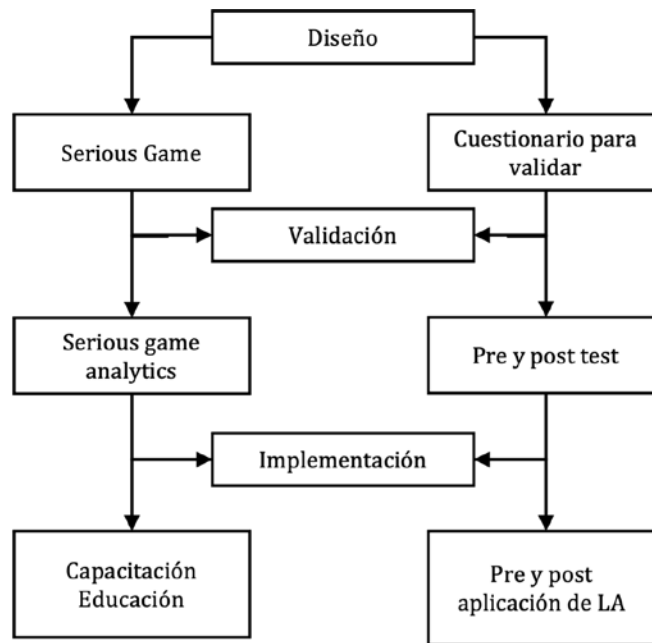 Diseño
Serious Game
Cuestionario para
validar
Validación
Serious game
analytics
Pre y post test
Implementación
Capacitación
Educación
Pre y post
aplicación de LA